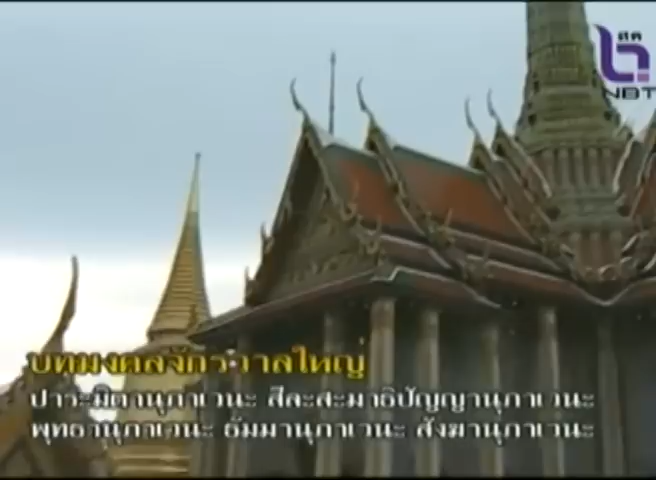 สด
NBT
บทมงคลจักรวาลใหญ่
ปาระมิตานุภาเวนะ สีละสะมาธิปัญญานุภาเวนะ
พุทธานุภาเวนะ ธัมมานุภาเวนะ สังฆานุภาเวนะ